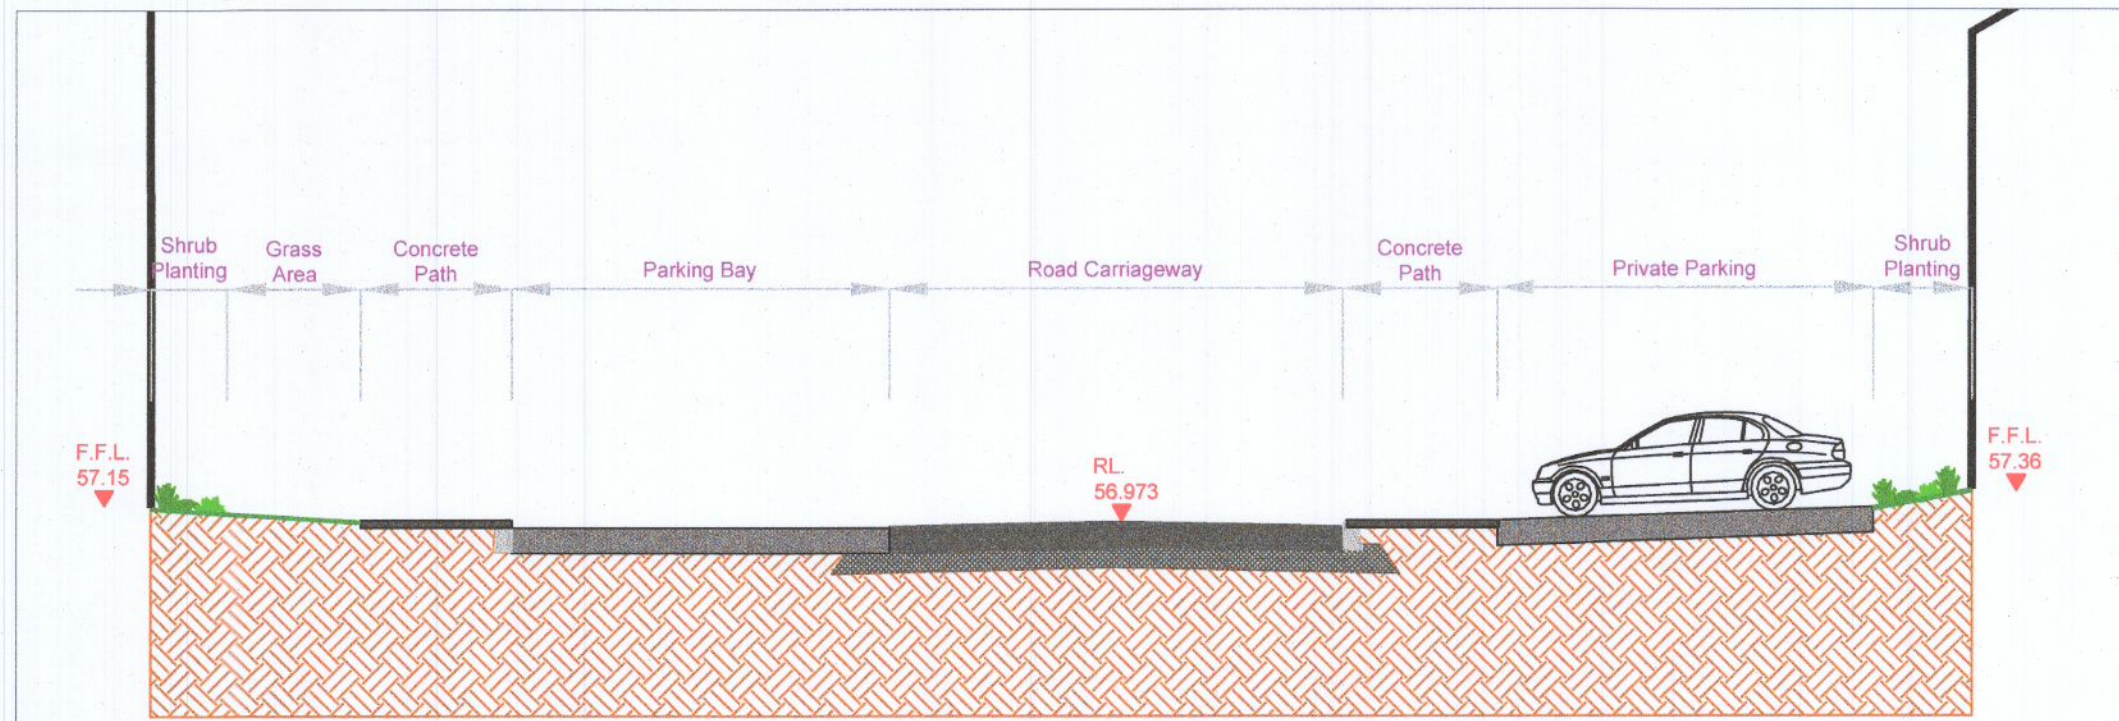 Shrub
Planting
Grass
Area
Concrete
Path
Parking Bay
Road Carriageway
Concrete
Path
Private Parking
Shrub
Planting
F.F.L.
57.15
RL.
56.973
F.F.L.
57.36